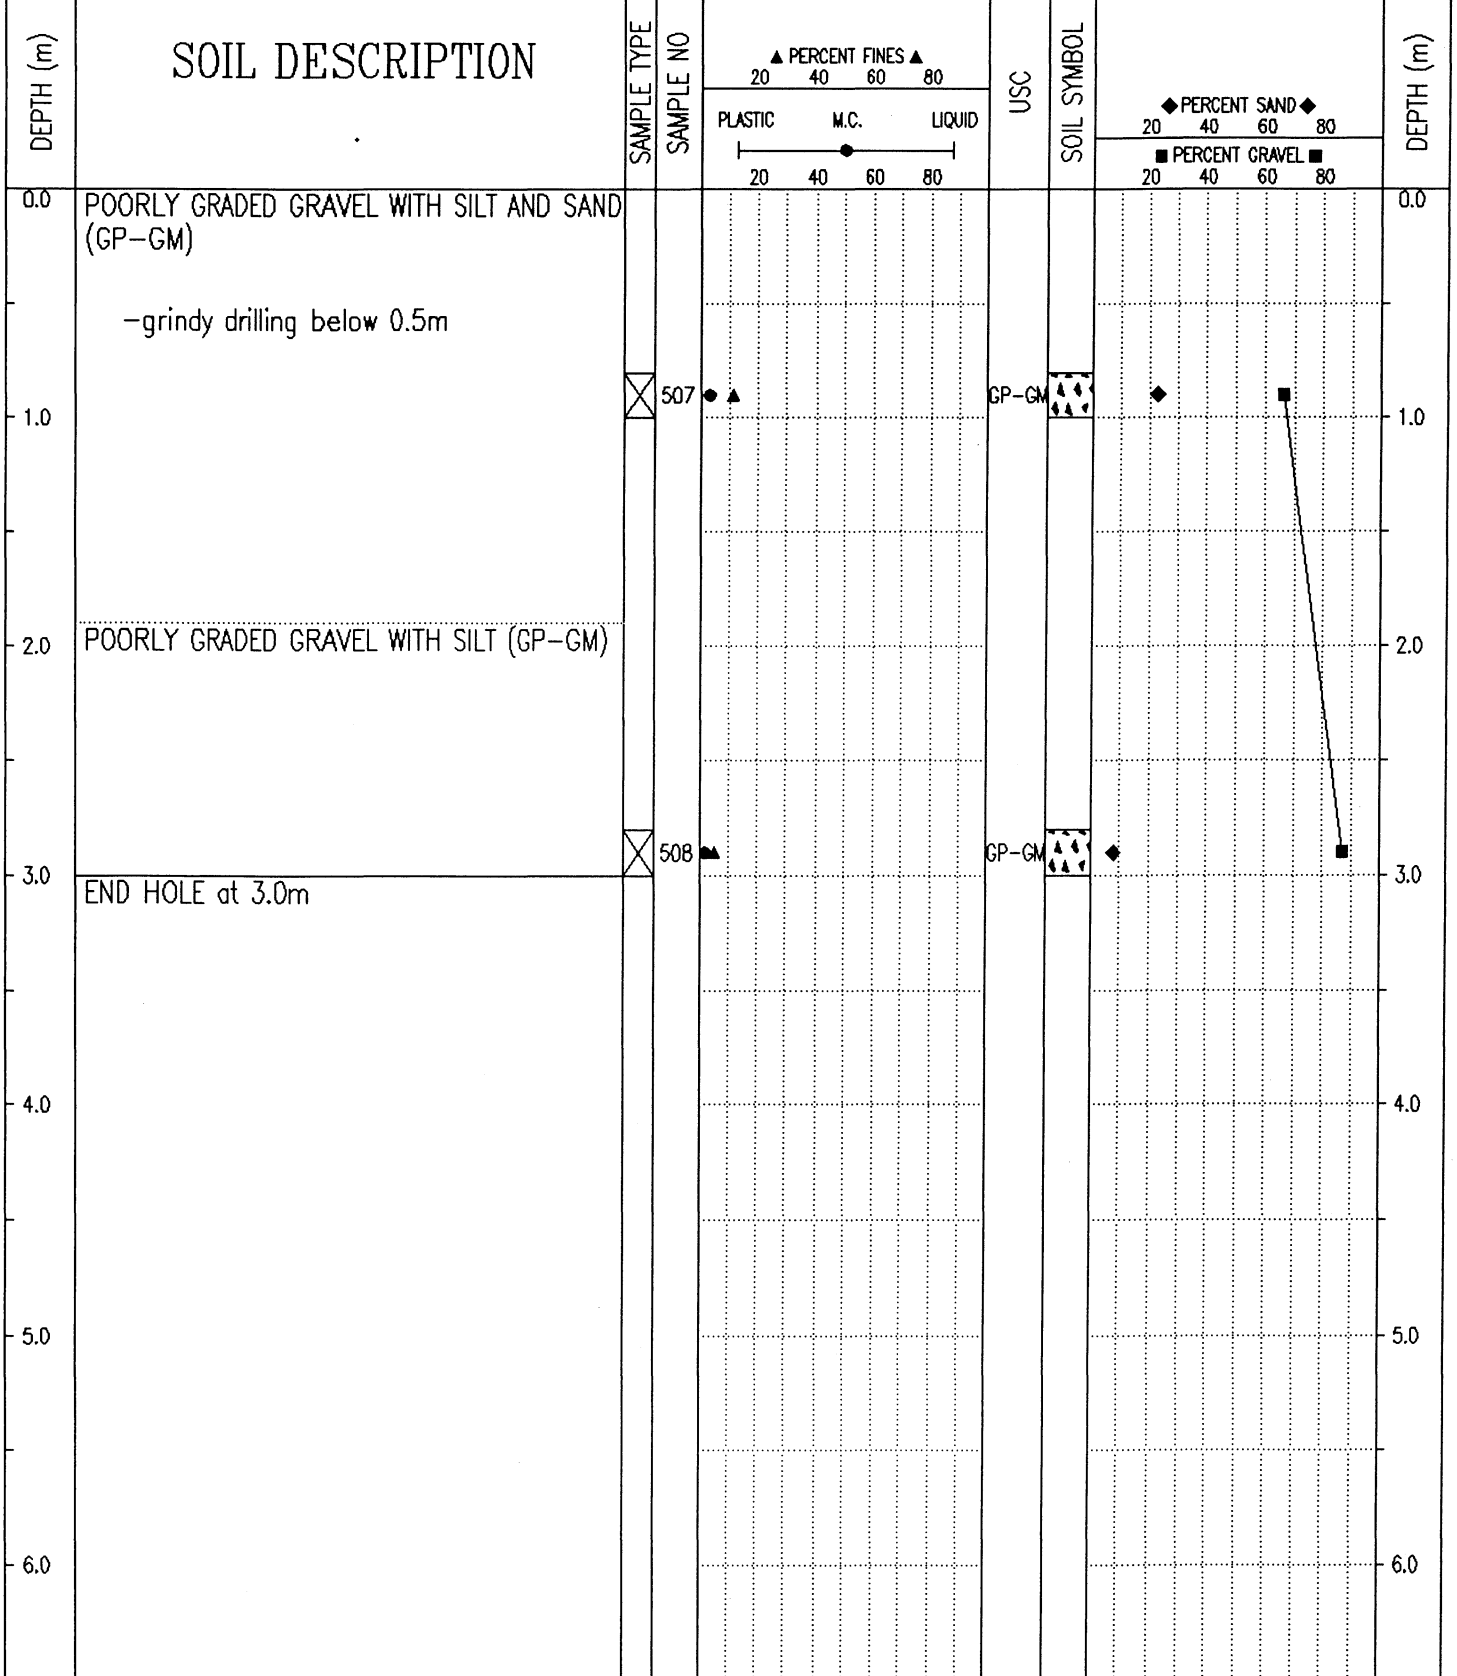 DEPTH (m)
SOIL DESCRIPTION
SAMPLE TYPE
SAMPLE NO
▲ PERCENT FINES ▲
20 40 60 80
PLASTIC M.C. LIQUID
20 40 60 80
USC
SOIL SYMBOL
◆ PERCENT SAND ◆
20 40 60 80
■ PERCENT GRAVEL ■
20 40 60 80
DEPTH (m)
0.0 POORLY GRADED GRAVEL WITH SILT AND SAND 0.0
(GP-GM)
-grindy drilling below 0.5m
507 GP-GM
1.0 1.0
2.0 POORLY GRADED GRAVEL WITH SILT (GP-GM) 2.0
508 GP-GM
3.0 3.0
END HOLE at 3.0m
4.0 4.0
5.0 5.0
6.0 6.0